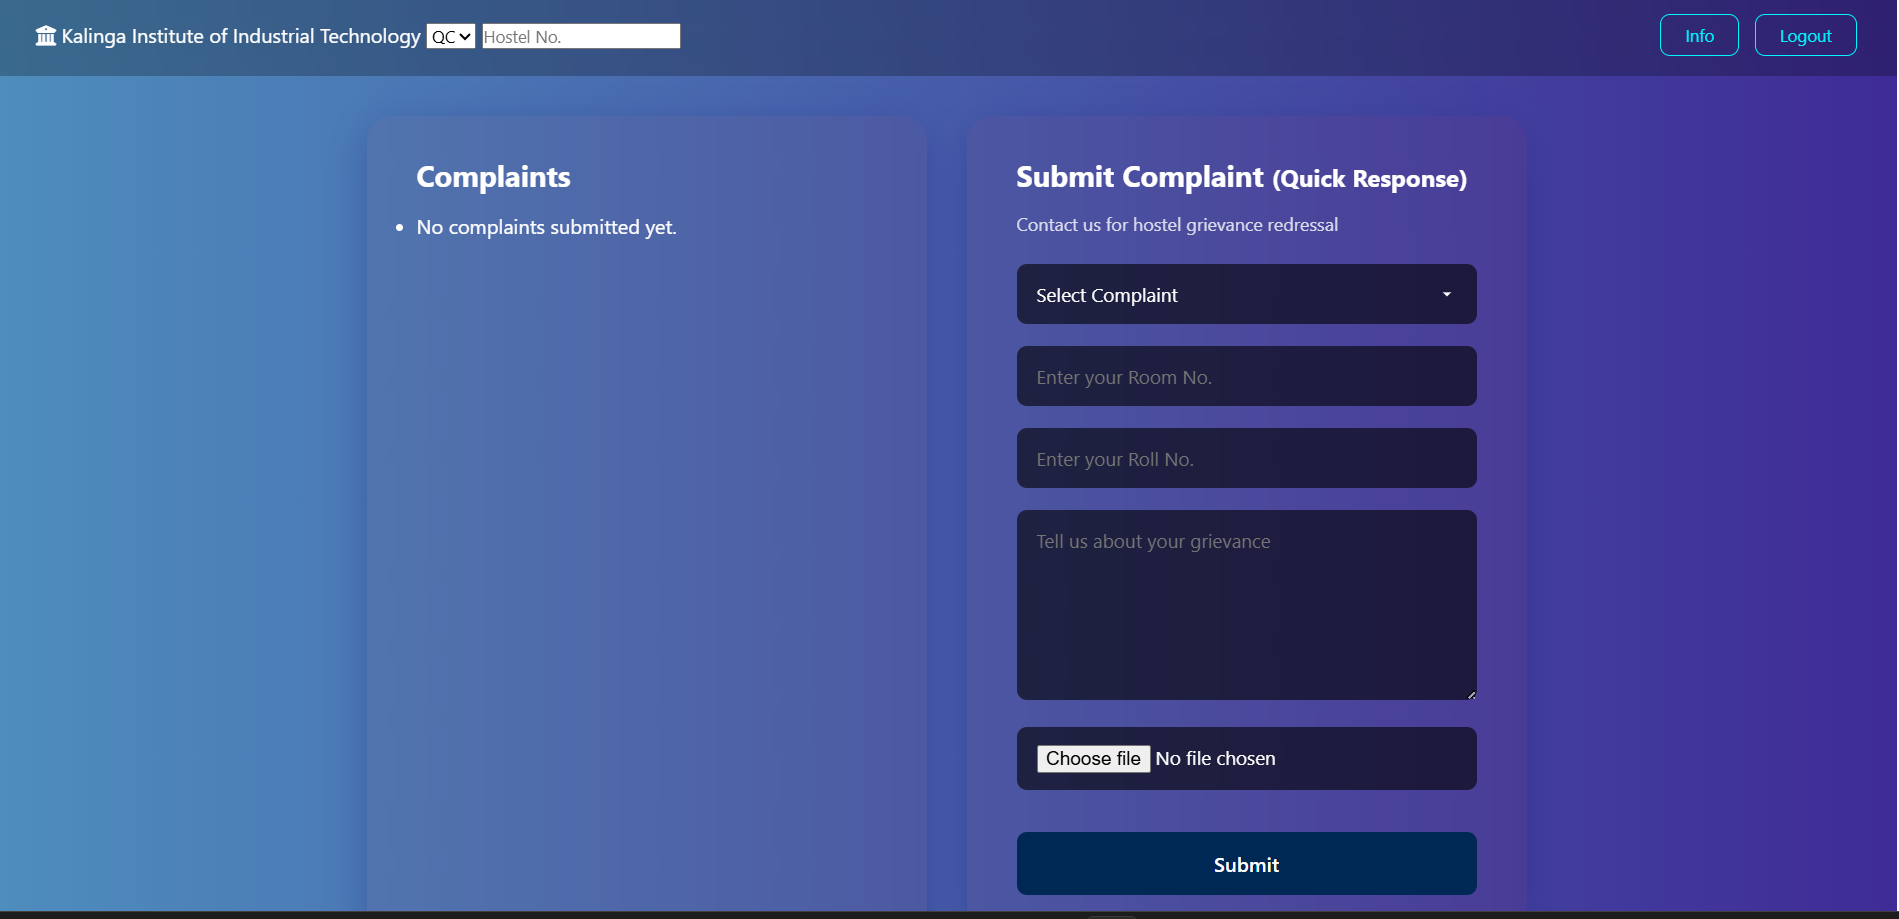 Kalinga Institute of Industrial Technology QC Hostel No. Info Logout
Complaints
No complaints submitted yet.
Submit Complaint (Quick Response)
Contact us for hostel grievance redressal
Select Complaint
Enter your Room No.
Enter your Roll No.
Tell us about your grievance
Choose file No file chosen
Submit